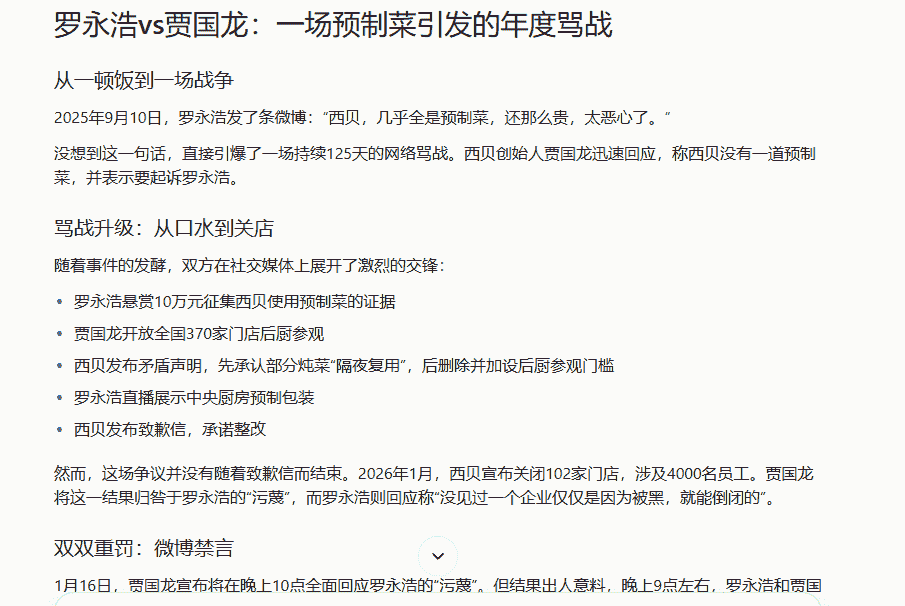 罗永浩vs贾国龙：一场预制菜引发的年度骂战
从一顿饭到一场战争
2025年9月10日，罗永浩发了条微博：“西贝，几乎全是预制菜，还那么贵，太恶心了。”
没想到这一句话，直接引爆了一场持续125天的网络骂战。西贝创始人贾国龙迅速回应，称西贝没有一道预制
菜，并表示要起诉罗永浩。
骂战升级：从口水到关店
随着事件的发酵，双方在社交媒体上展开了激烈的交锋：
• 罗永浩悬赏10万元征集西贝使用预制菜的证据
• 贾国龙开放全国370家门店后厨参观
• 西贝发布矛盾声明，先承认部分炖菜“隔夜复用”，后删除并加设后厨参观门槛
• 罗永浩直播展示中央厨房预制包装
• 西贝发布致歉信，承诺整改
然而，这场争议并没有随着致歉信而结束。2026年1月，西贝宣布关闭102家门店，涉及4000名员工。贾国龙
将这一结果归咎于罗永浩的“污蔑”，而罗永浩则回应称“没见过一个企业仅仅是因为被黑，就能倒闭的”。
双双重罚：微博禁言
1月16日，贾国龙宣布将在晚上10点全面回应罗永浩的“污蔑”。但结果出人意料，晚上9点左右，罗永浩和贾国